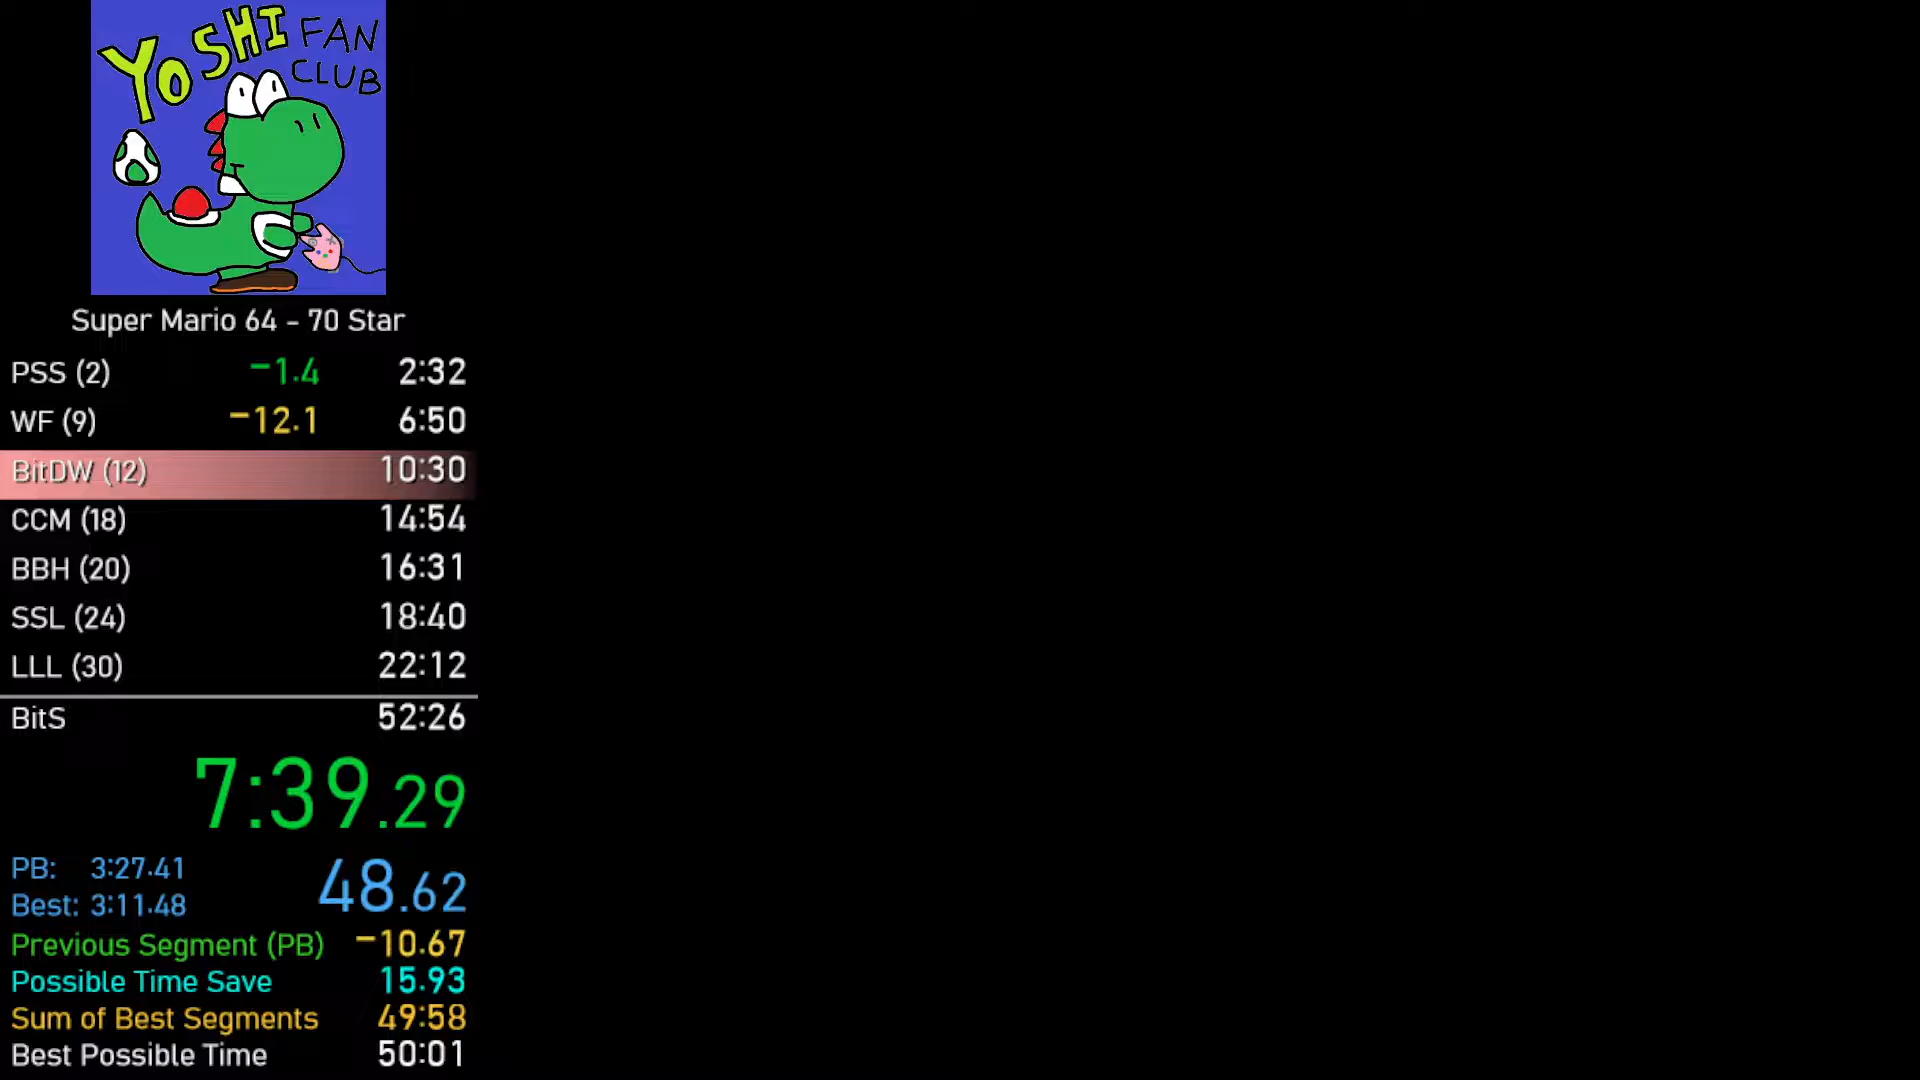 YOSHI FAN CLUB
Super Mario 64 - 70 Star
PSS (2) -1.4 2:32
WF (9) -12.1 6:50
BitDW (12) 10:30
CCM (18) 14:54
BBH (20) 16:31
SSL (24) 18:40
LLL (30) 22:12
BitS 52:26
7:39.29
PB: 3:27.41
48.62
Best: 3:11.48
Previous Segment (PB) -10.67
Possible Time Save 15.93
Sum of Best Segments 49:58
Best Possible Time 50:01